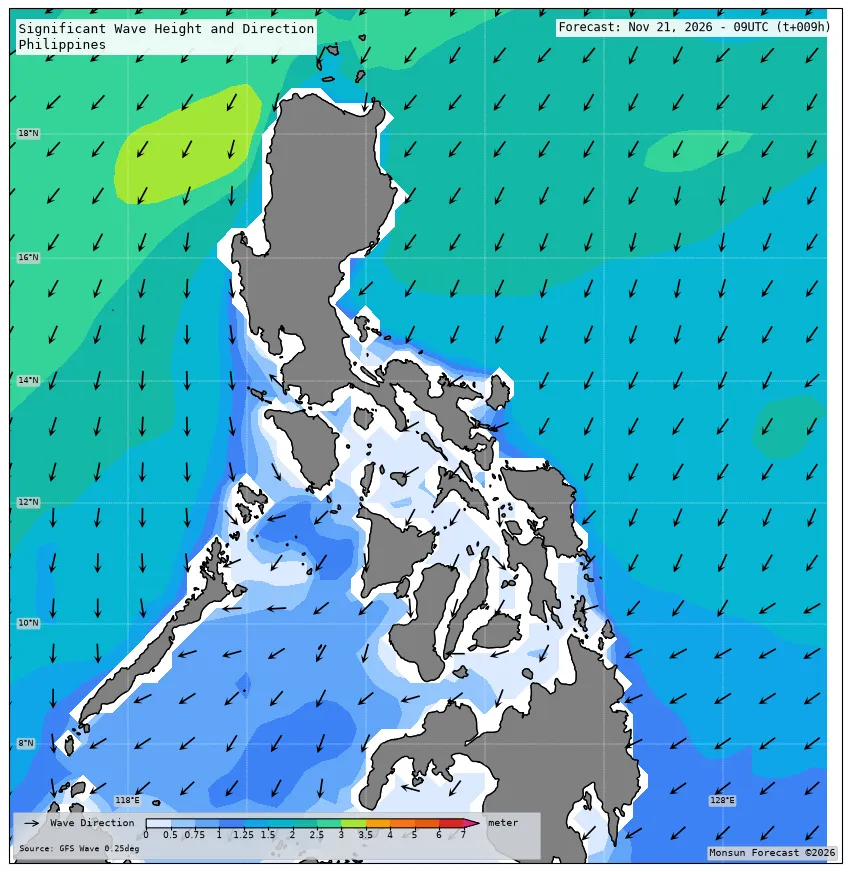 Significant Wave Height and Direction
Philippines
Forecast: Nov 21, 2026 - 09UTC (t+009h)
18°N
16°N
14°N
12°N
10°N
8°N
118°E
128°E
Wave Direction
0 0.5 0.75 1 1.25 1.5 2 2.5 3 3.5 4 5 6 7
meter
Source: GFS Wave 0.25deg
Monsun Forecast ©2026